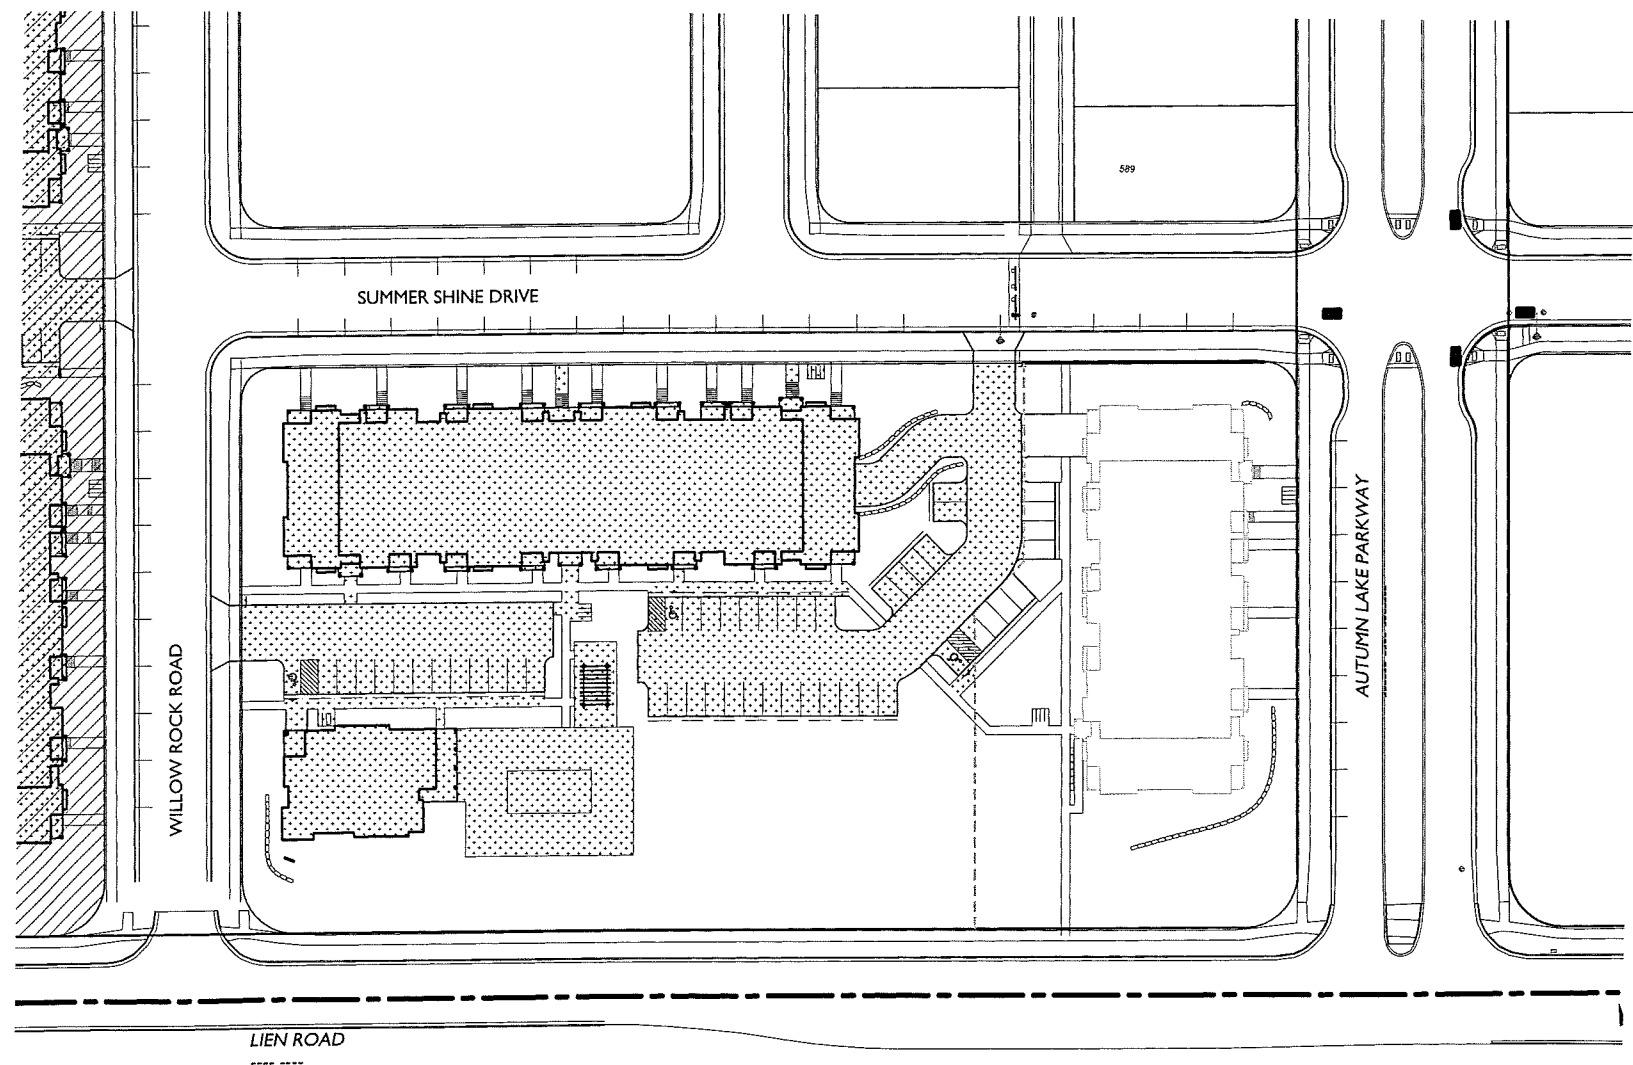 589
SUMMER SHINE DRIVE
AUTUMN LAKE PARKWAY
WILLOW ROCK ROAD
LIEN ROAD